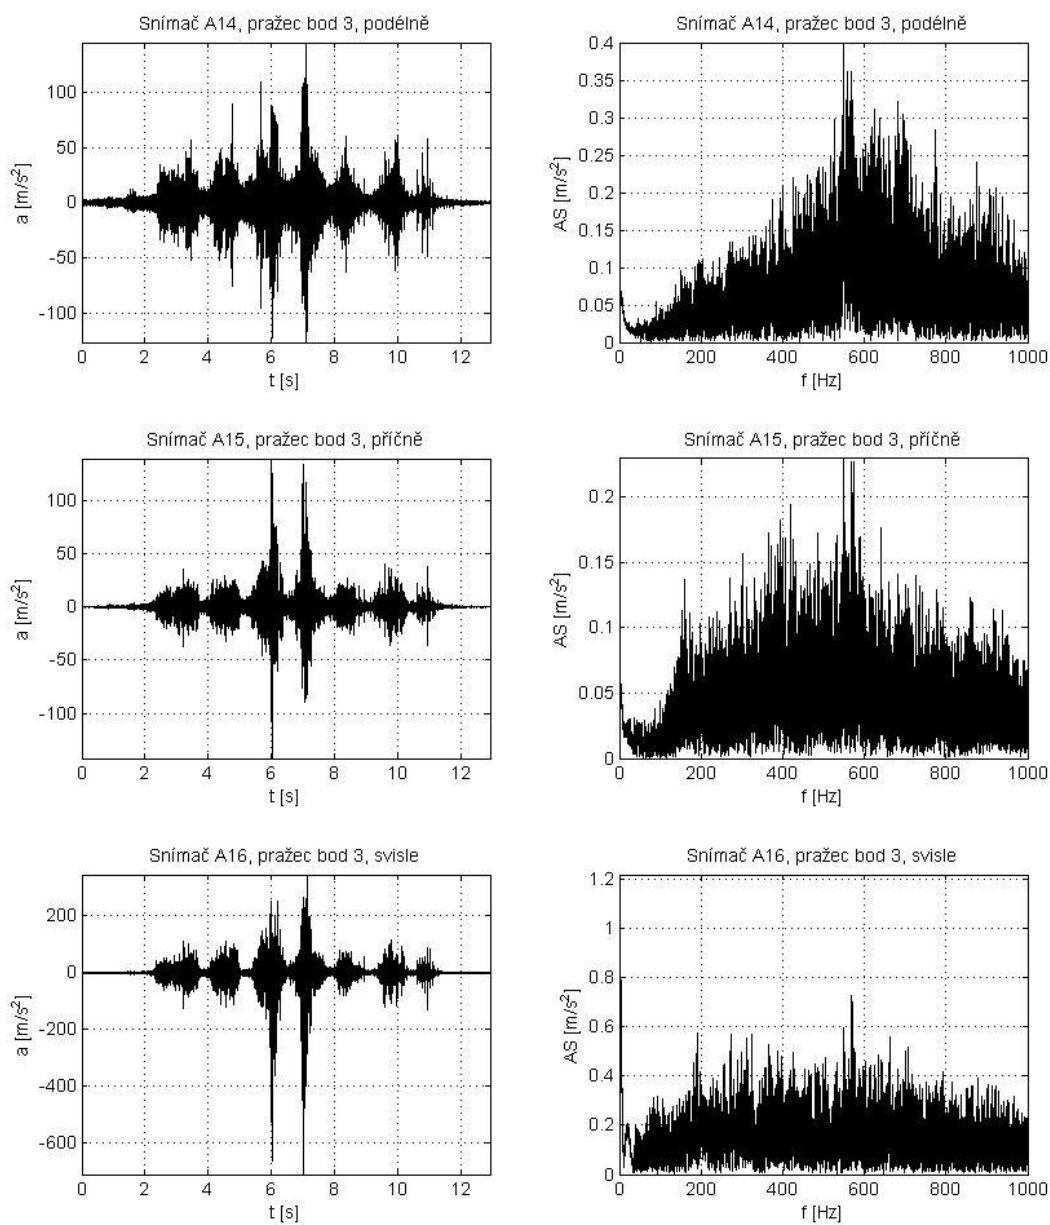 Snímač A14, pražec bod 3, podélně
a [m/s²]
100
50
0
-50
-100
0 2 4 6 8 10 12
t [s]
Snímač A14, pražec bod 3, podélně
AS [m/s²]
0.4
0.35
0.3
0.25
0.2
0.15
0.1
0.05
0
0 200 400 600 800 1000
f [Hz]
Snímač A15, pražec bod 3, příčně
a [m/s²]
100
50
0
-50
-100
0 2 4 6 8 10 12
t [s]
Snímač A15, pražec bod 3, příčně
AS [m/s²]
0.2
0.15
0.1
0.05
0
0 200 400 600 800 1000
f [Hz]
Snímač A16, pražec bod 3, svisle
a [m/s²]
200
0
-200
-400
-600
0 2 4 6 8 10 12
t [s]
Snímač A16, pražec bod 3, svisle
AS [m/s²]
1.2
1
0.8
0.6
0.4
0.2
0
0 200 400 600 800 1000
f [Hz]